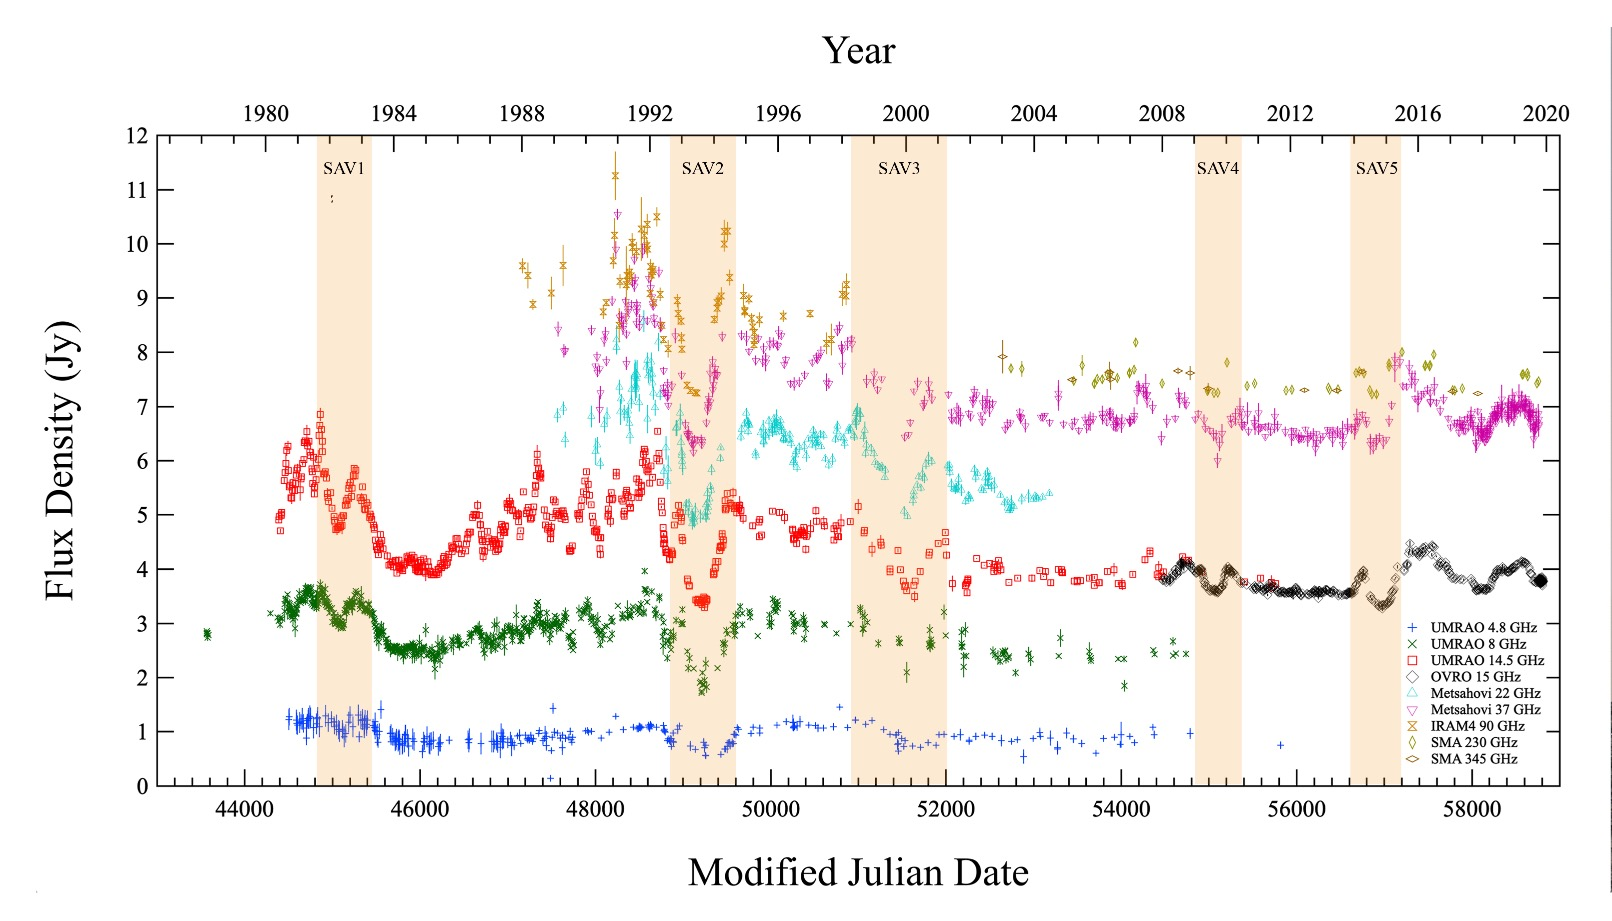 Year
1980 1984 1988 1992 1996 2000 2004 2008 2012 2016 2020
12
11
10
9
8
7
6
5
4
3
2
1
0
SAV1 SAV2 SAV3 SAV4 SAV5
Flux Density (Jy)
UMRAO 4.8 GHz
UMRAO 8 GHz
UMRAO 14.5 GHz
OVRO 15 GHz
Metsahovi 22 GHz
Metsahovi 37 GHz
IRAM4 90 GHz
SMA 230 GHz
SMA 345 GHz
44000 46000 48000 50000 52000 54000 56000 58000
Modified Julian Date